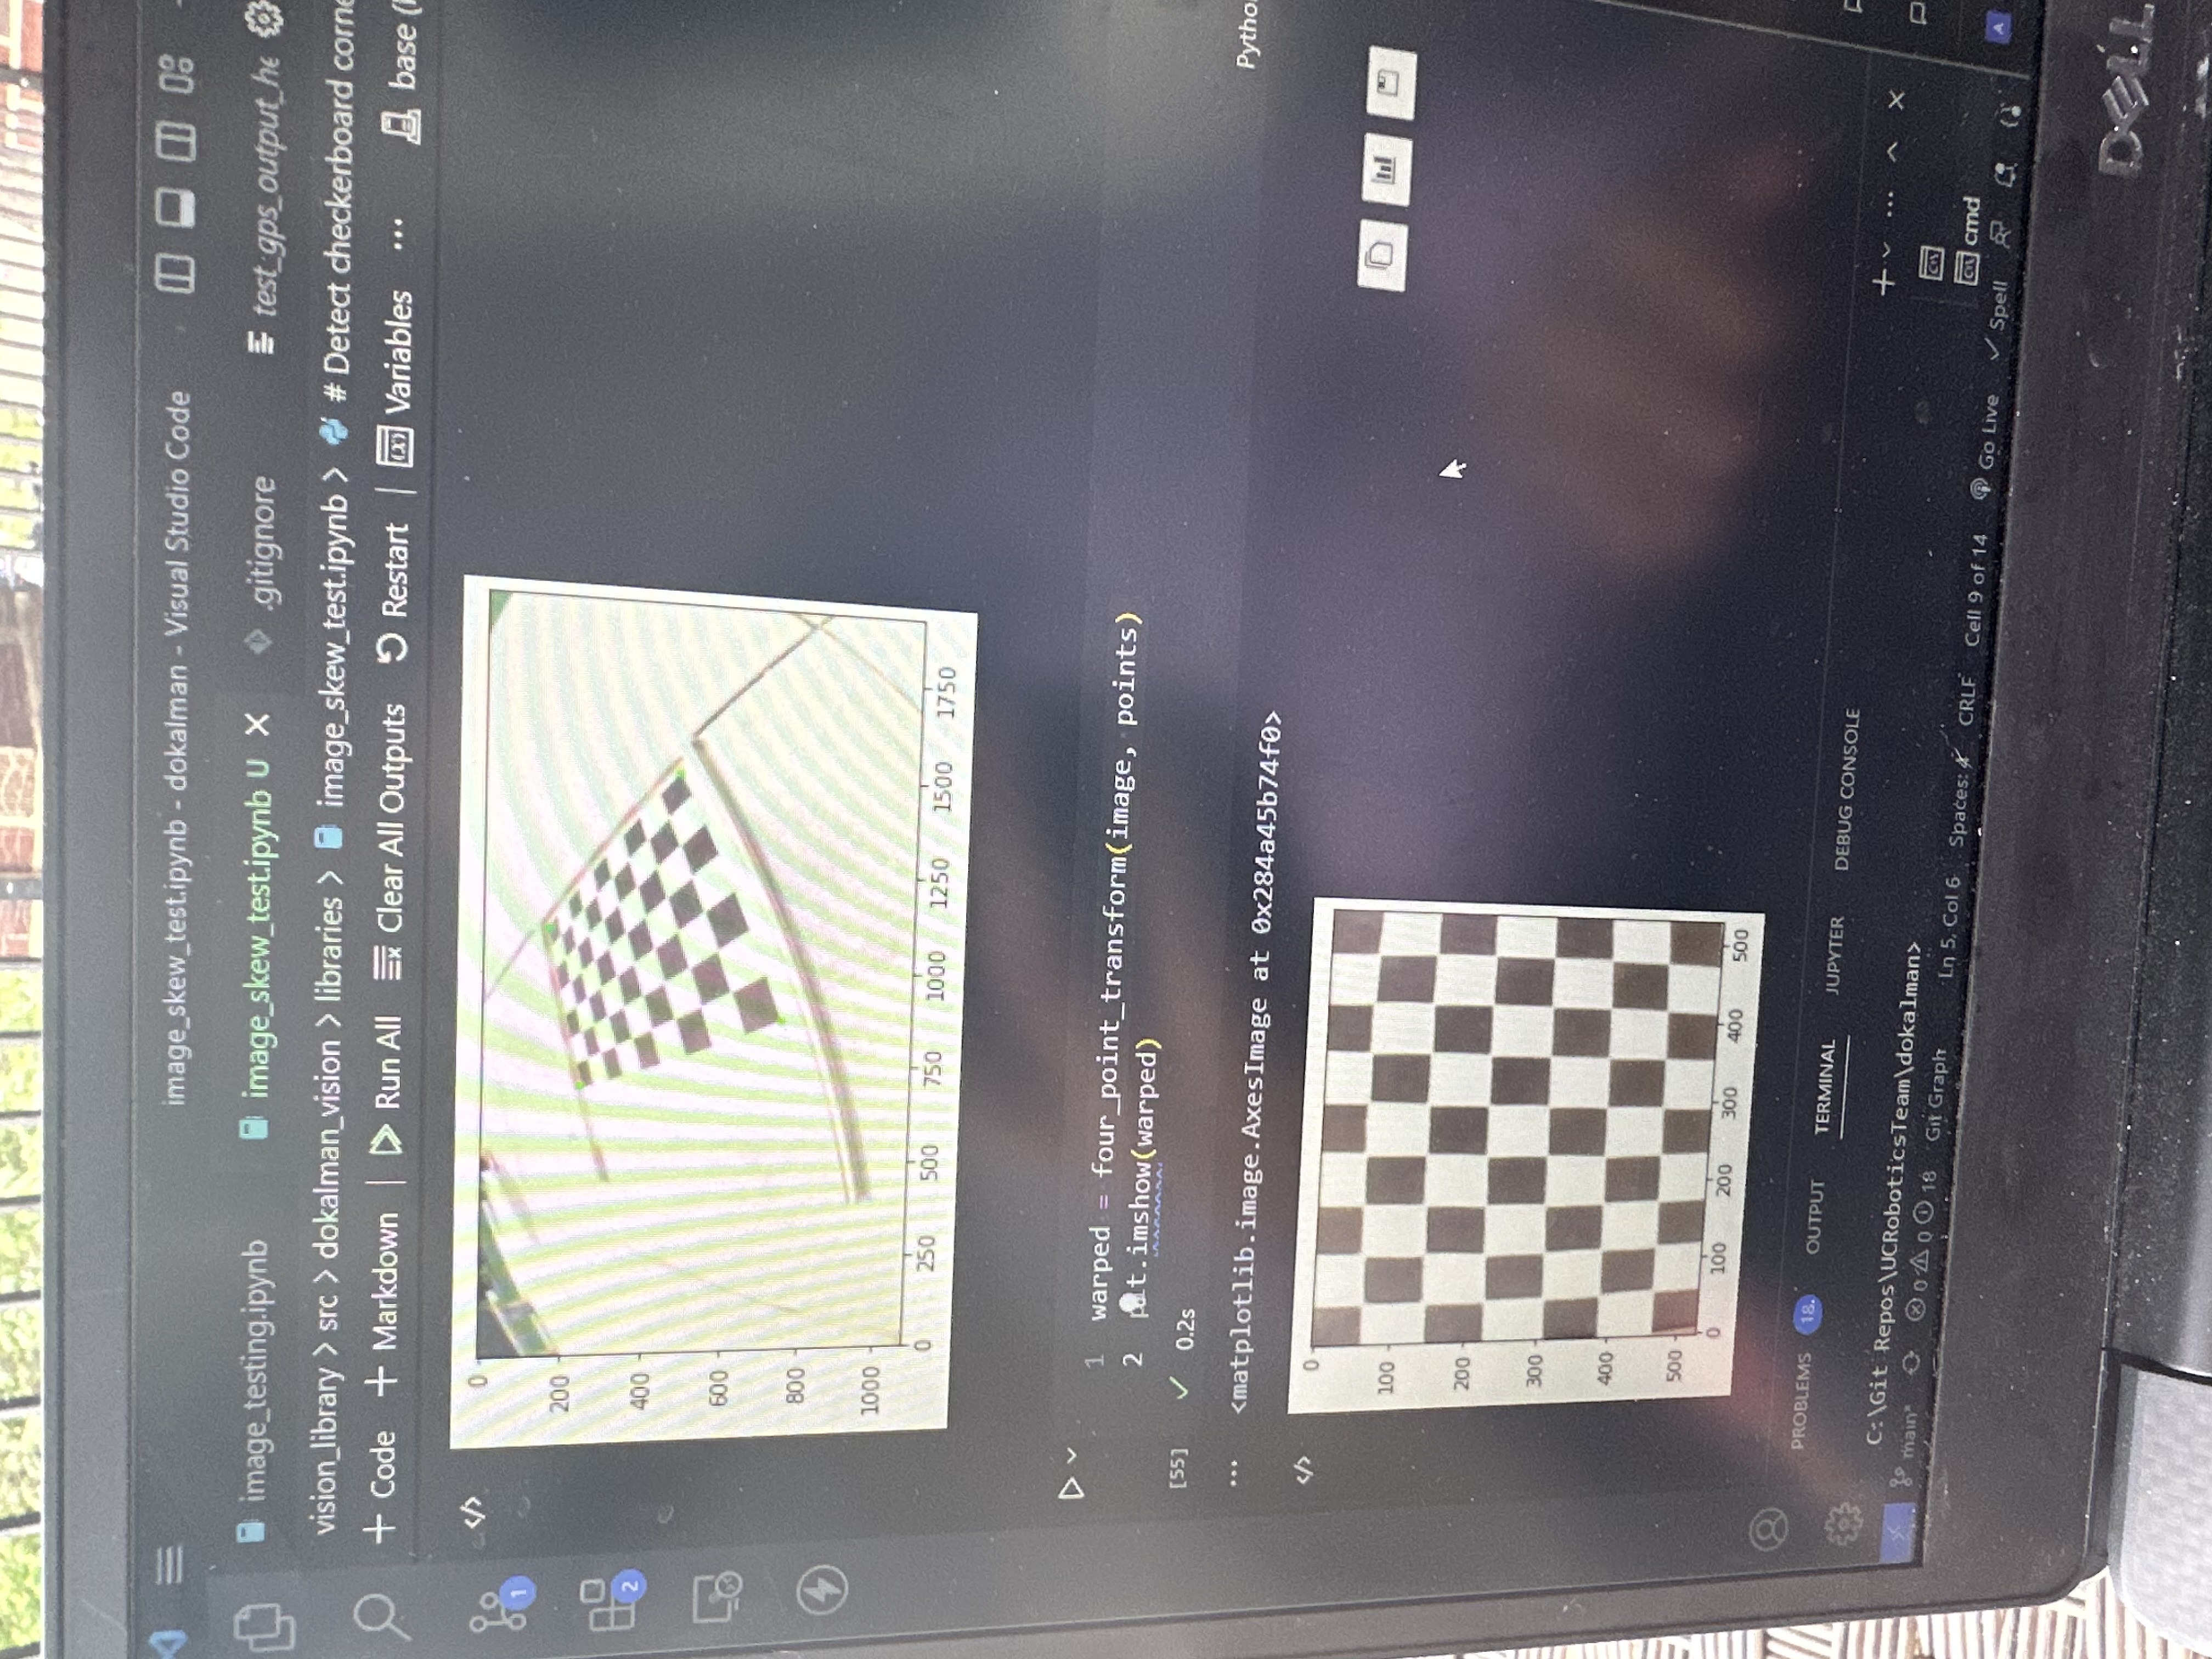 image_skew_test.ipynb - dokalman - Visual Studio Code
image_testing.ipynb
image_skew_test.ipynb U
.gitignore
test_gps_output_he
vision_library > src > dokalman_vision > libraries > image_skew_test.ipynb > # Detect checkerboard corne
+ Code + Markdown | Run All Clear All Outputs Restart | Variables ... base (
1
2
0
200
400
600
800
1000
0 250 500 750 1000 1250 1500 1750
1 warped = four_point_transform(image, points)
2 plt.imshow(warped)
[55] 0.2s
Pytho
<matplotlib.image.AxesImage at 0x284a45b74f0>
0
100
200
300
400
500
0 100 200 300 400 500
PROBLEMS 18 OUTPUT TERMINAL JUPYTER DEBUG CONSOLE
C:\Git Repos\UCRoboticsTeam\dokalman>
cmd
main* 0 0 18 Git Graph Ln 5, Col 6 Spaces: 4 CRLF Cell 9 of 14 Go Live Spell
DELL